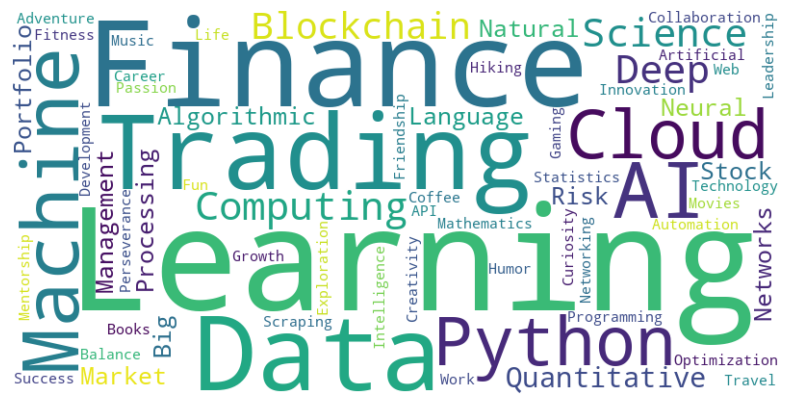 Adventure
Fitness
Portfolio
Machine
Music
Finance
Life
Blockchain
Natural
Science
Collaboration
Leadership
Career
Passion
Hiking
Deep
Artificial
Web
Innovation
Neural
Development
Algorithmic
Trading
Friendship
Language
Gaming
Cloud
Management
Perseverance
Processing
Fun
Statistics
AI
Stock
Technology
Risk
Movies
Computing
Coffee
API
Mathematics
Curiosity
Networking
Automation
Networks
Mentorship
Learning
Growth
Exploration
Intelligence
Creativity
Humor
Books
Big
Scraping
Data
Python
Programming
Balance
Success
Market
Work
Quantitative
Optimization
Travel